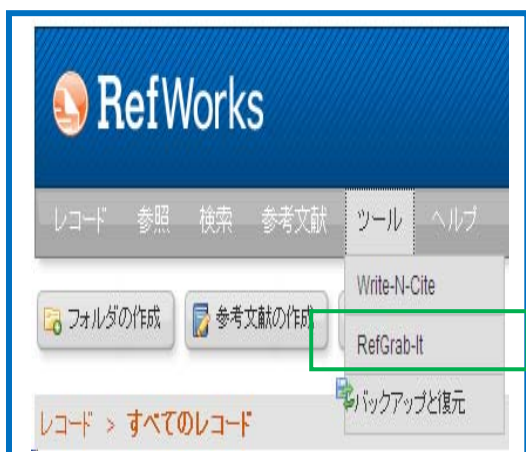 RefWorks
レコード 参照 検索 参考文献 ツール ヘルプ
Write-N-Cite
フォルダの作成 参考文献の作成
RefGrab-It
バックアップと復元
レコード > すべてのレコード